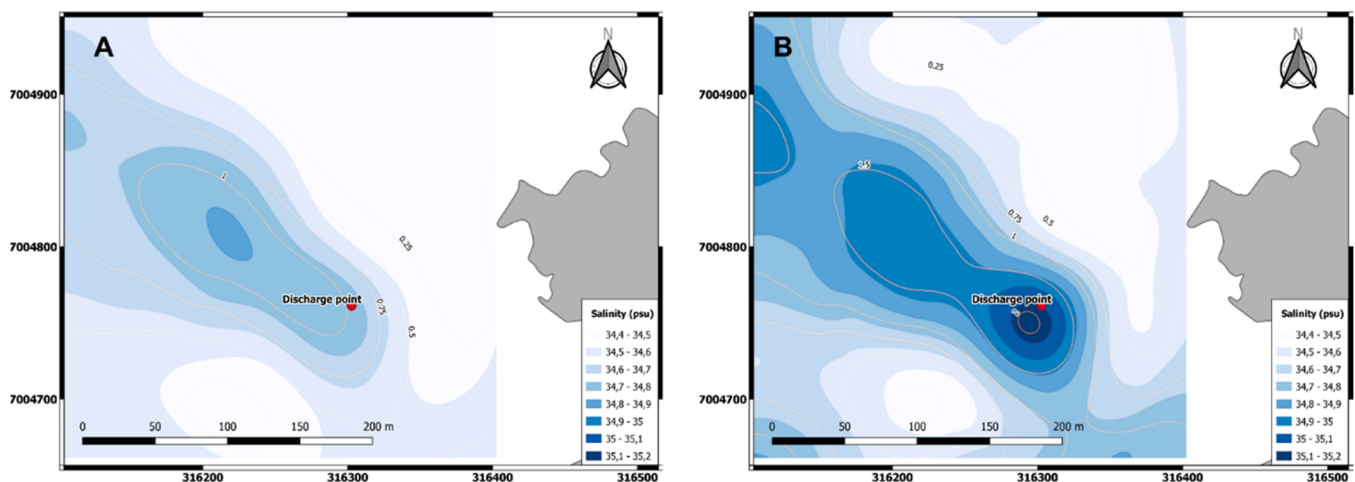 A
N
7004900
7004800
7004700
1
0.25
0.75
0.5
Discharge point
Salinity (psu)
34,4 - 34,5
34,5 - 34,6
34,6 - 34,7
34,7 - 34,8
34,8 - 34,9
34,9 - 35
35 - 35,1
35,1 - 35,2
0 50 100 150 200 m
316200 316300 316400 316500
B
N
7004900
7004800
7004700
0.25
1.5
0.75
0.5
1
Discharge point
2
Salinity (psu)
34,4 - 34,5
34,5 - 34,6
34,6 - 34,7
34,7 - 34,8
34,8 - 34,9
34,9 - 35
35 - 35,1
35,1 - 35,2
0 50 100 150 200 m
316200 316300 316400 316500